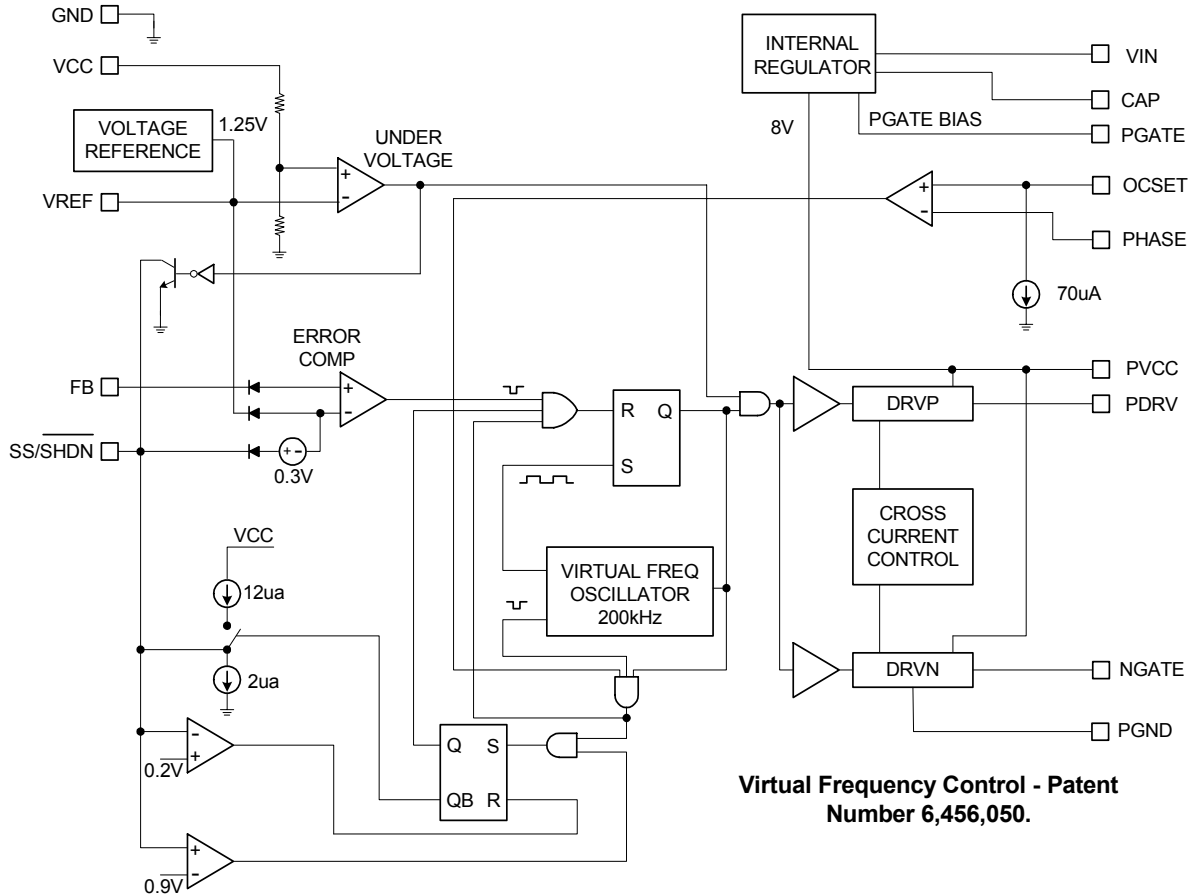 GND
VCC
VOLTAGE
REFERENCE
1.25V
UNDER
VOLTAGE
+
-
VREF
INTERNAL
REGULATOR
VIN
CAP
8V
PGATE BIAS
PGATE
+
-
OCSET
PHASE
70uA
ERROR
COMP
FB
+
-
SS/SHDN
+ -
0.3V
R
Q
S
PVCC
DRVP
PDRV
CROSS
CURRENT
CONTROL
VCC
12ua
2ua
VIRTUAL FREQ
OSCILLATOR
200kHz
DRVN
NGATE
PGND
-
+
0.2V
Q
S
QB
R
+
-
0.9V
Virtual Frequency Control - Patent
Number 6,456,050.